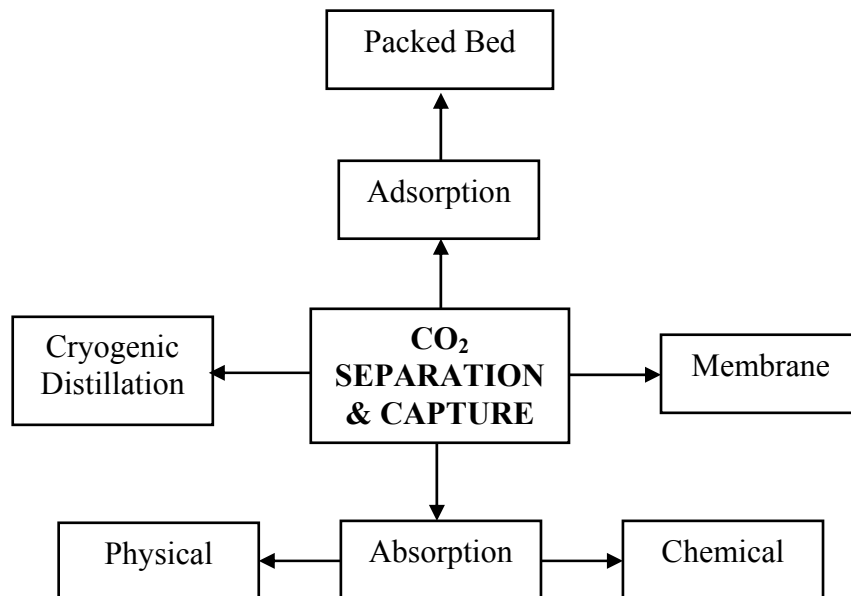 Packed Bed
Adsorption
Cryogenic
Distillation
CO₂
SEPARATION
& CAPTURE
Membrane
Physical
Absorption
Chemical